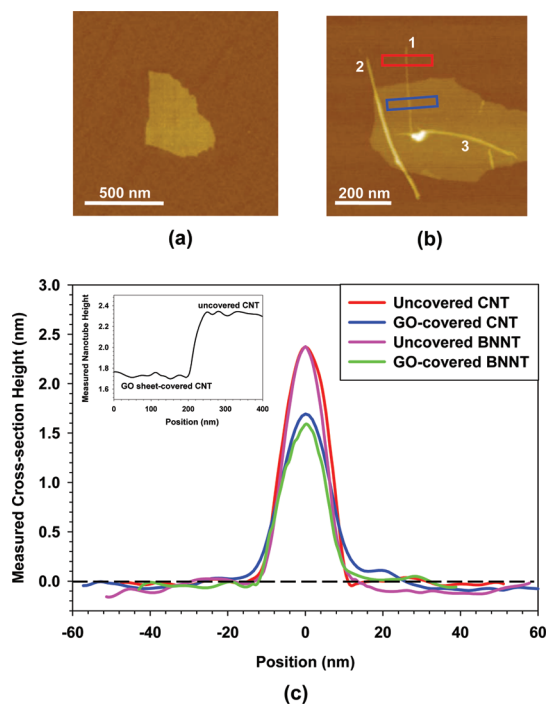 1
2
3
500 nm
200 nm
(a)
(b)
3.0
2.5
2.0
1.5
1.0
0.5
0.0
Measured Cross-section Height (nm)
2.4
2.2
2.0
1.8
1.6
Measured Nanotube Height
uncovered CNT
GO sheet-covered CNT
0 100 200 300 400
Position (nm)
Uncovered CNT
GO-covered CNT
Uncovered BNNT
GO-covered BNNT
-60 -40 -20 0 20 40 60
Position (nm)
(c)